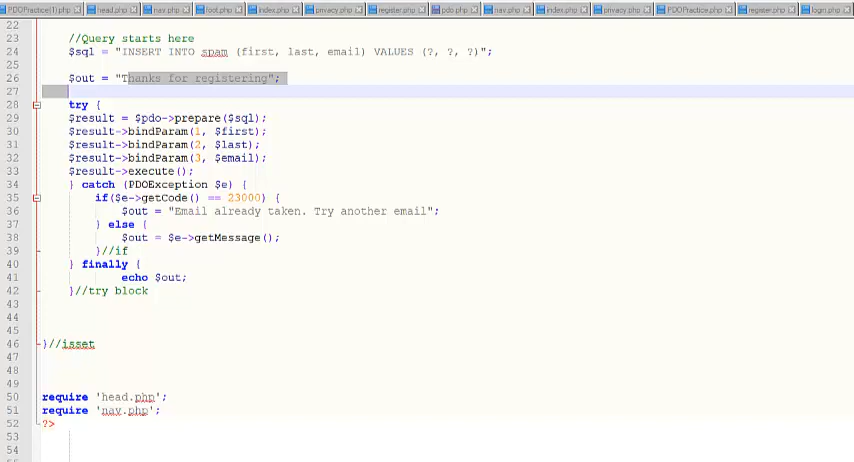 PDOPractice(1).php head.php nav.php foot.php index.php privacy.php register.php pdo.php nav.php index.php privacy.php PDOPractice.php register.php login.php
22
23 //Query starts here
24 $sql = "INSERT INTO spam (first, last, email) VALUES (?, ?, ?)";
25
26 $out = "Thanks for registering";
27
28 try {
29 $result = $pdo->prepare($sql);
30 $result->bindParam(1, $first);
31 $result->bindParam(2, $last);
32 $result->bindParam(3, $email);
33 $result->execute();
34 } catch (PDOException $e) {
35 if($e->getCode() == 23000) {
36 $out = "Email already taken. Try another email";
37 } else {
38 $out = $e->getMessage();
39 }//if
40 } finally {
41 echo $out;
42 }//try block
43
44
45
46 }//isset
47
48
49
50 require 'head.php';
51 require 'nav.php';
52 ?>
53
54